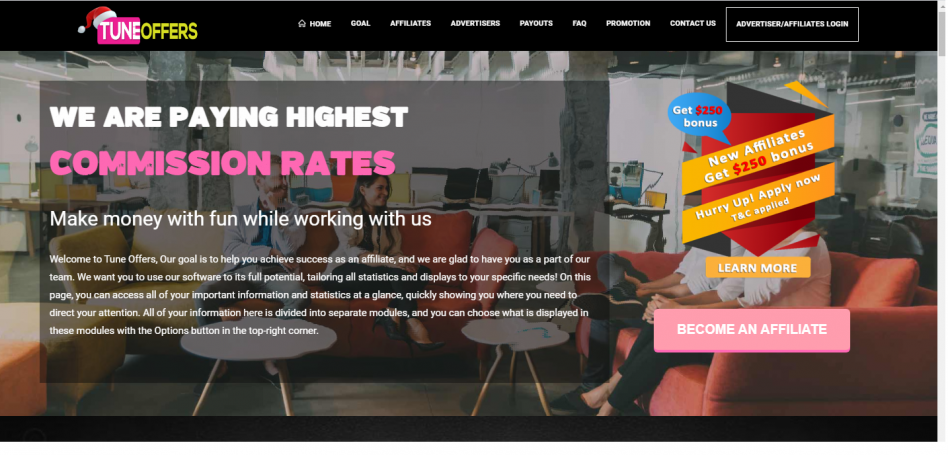 TUNEOFFERS
HOME GOAL AFFILIATES ADVERTISERS PAYOUTS FAQ PROMOTION CONTACT US ADVERTISER/AFFILIATES LOGIN
WE ARE PAYING HIGHEST
COMMISSION RATES
Make money with fun while working with us
Welcome to Tune Offers, Our goal is to help you achieve success as an affiliate, and we are glad to have you as a part of our
team. We want you to use our software to its full potential, tailoring all statistics and displays to your specific needs! On this
page, you can access all of your important information and statistics at a glance, quickly showing you where you need to
direct your attention. All of your information here is divided into separate modules, and you can choose what is displayed in
these modules with the Options button in the top-right corner.
Get $250
bonus
New Affiliates
Get $250 bonus
Hurry Up! Apply now
T&C applied
LEARN MORE
BECOME AN AFFILIATE